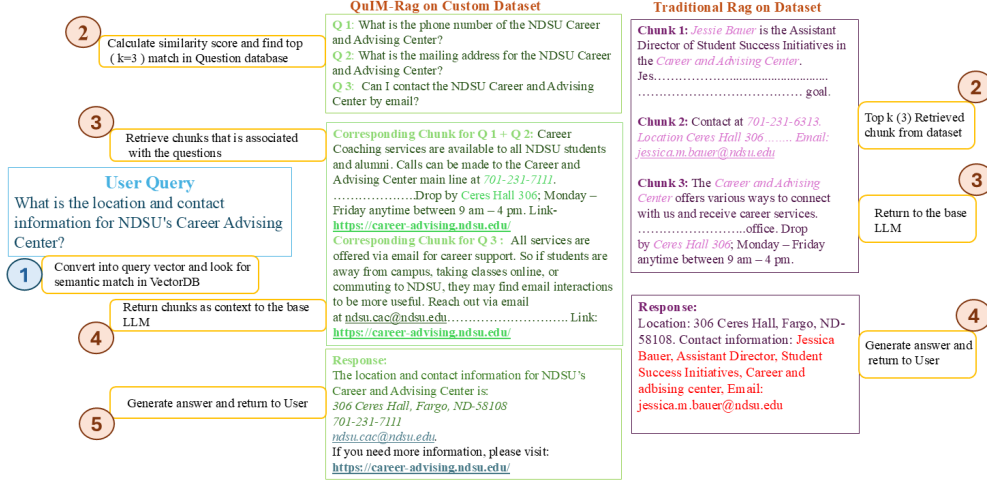 QuIM-Rag on Custom Dataset
Traditional Rag on Dataset
2
Calculate similarity score and find top
( k=3 ) match in Question database
3
Retrieve chunks that is associated
with the questions
User Query
What is the location and contact
information for NDSU's Career Advising
Center?
1
Convert into query vector and look for
semantic match in VectorDB
Return chunks as context to the base
LLM
4
Generate answer and return to User
5
Q 1: What is the phone number of the NDSU Career
and Advising Center?
Q 2: What is the mailing address for the NDSU Career
and Advising Center?
Q 3: Can I contact the NDSU Career and Advising
Center by email?
Corresponding Chunk for Q 1 + Q 2: Career
Coaching services are available to all NDSU students
and alumni. Calls can be made to the Career and
Advising Center main line at 701-231-7111.
……………….Drop by Ceres Hall 306; Monday –
Friday anytime between 9 am – 4 pm. Link-
https://career-advising.ndsu.edu/
Corresponding Chunk for Q 3 : All services are
offered via email for career support. So if students are
away from campus, taking classes online, or
commuting to NDSU, they may find email interactions
to be more useful. Reach out via email
at ndsu.cac@ndsu.edu………………………. Link:
https://career-advising.ndsu.edu/
Response:
The location and contact information for NDSU's
Career and Advising Center is:
306 Ceres Hall, Fargo, ND-58108
701-231-7111
ndsu.cac@ndsu.edu.
If you need more information, please visit:
https://career-advising.ndsu.edu/
Chunk 1: Jessie Bauer is the Assistant
Director of Student Success Initiatives in
the Career and Advising Center.
Jes………………..............................
……………………………… goal.
Chunk 2: Contact at 701-231-6313.
Location Ceres Hall 306…….. Email:
jessica.m.bauer@ndsu.edu
Chunk 3: The Career and Advising
Center offers various ways to connect
with us and receive career services.
…………………….office. Drop
by Ceres Hall 306; Monday – Friday
anytime between 9 am – 4 pm.
Response:
Location: 306 Ceres Hall, Fargo, ND-
58108. Contact information: Jessica
Bauer, Assistant Director, Student
Success Initiatives, Career and
adbising center, Email:
jessica.m.bauer@ndsu.edu
2
Top k (3) Retrieved
chunk from dataset
3
Return to the base
LLM
4
Generate answer and
return to User